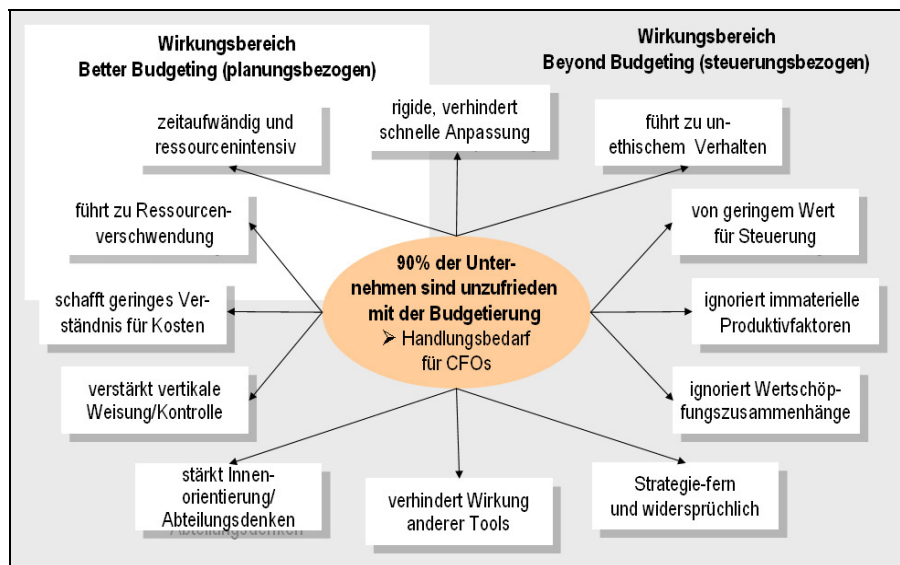 Wirkungsbereich
Better Budgeting (planungsbezogen)
Wirkungsbereich
Beyond Budgeting (steuerungsbezogen)
zeitaufwändig und
ressourcenintensiv
rigide, verhindert
schnelle Anpassung
führt zu un-
ethischem Verhalten
führt zu Ressourcen-
verschwendung
von geringem Wert
für Steuerung
90% der Unter-
nehmen sind unzufrieden
mit der Budgetierung
➢ Handlungsbedarf
für CFOs
schafft geringes Ver-
ständnis für Kosten
ignoriert immaterielle
Produktivfaktoren
verstärkt vertikale
Weisung/Kontrolle
ignoriert Wertschöp-
fungszusammenhänge
stärkt Innen-
orientierung/
Abteilungsdenken
verhindert Wirkung
anderer Tools
Strategie-fern
und widersprüchlich